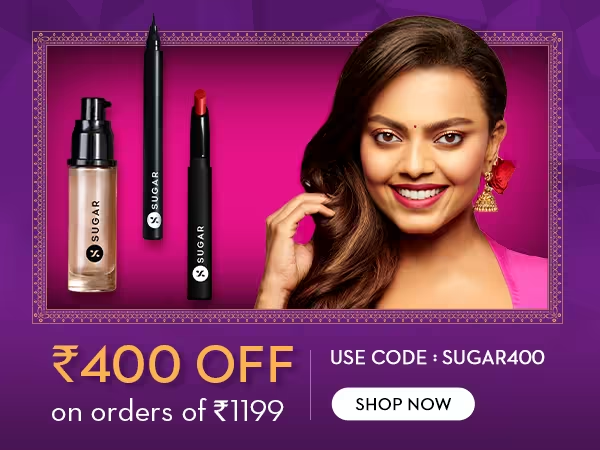 SUGAR
SUGAR
SUGAR
₹400 OFF
on orders of ₹1199
USE CODE : SUGAR400
SHOP NOW